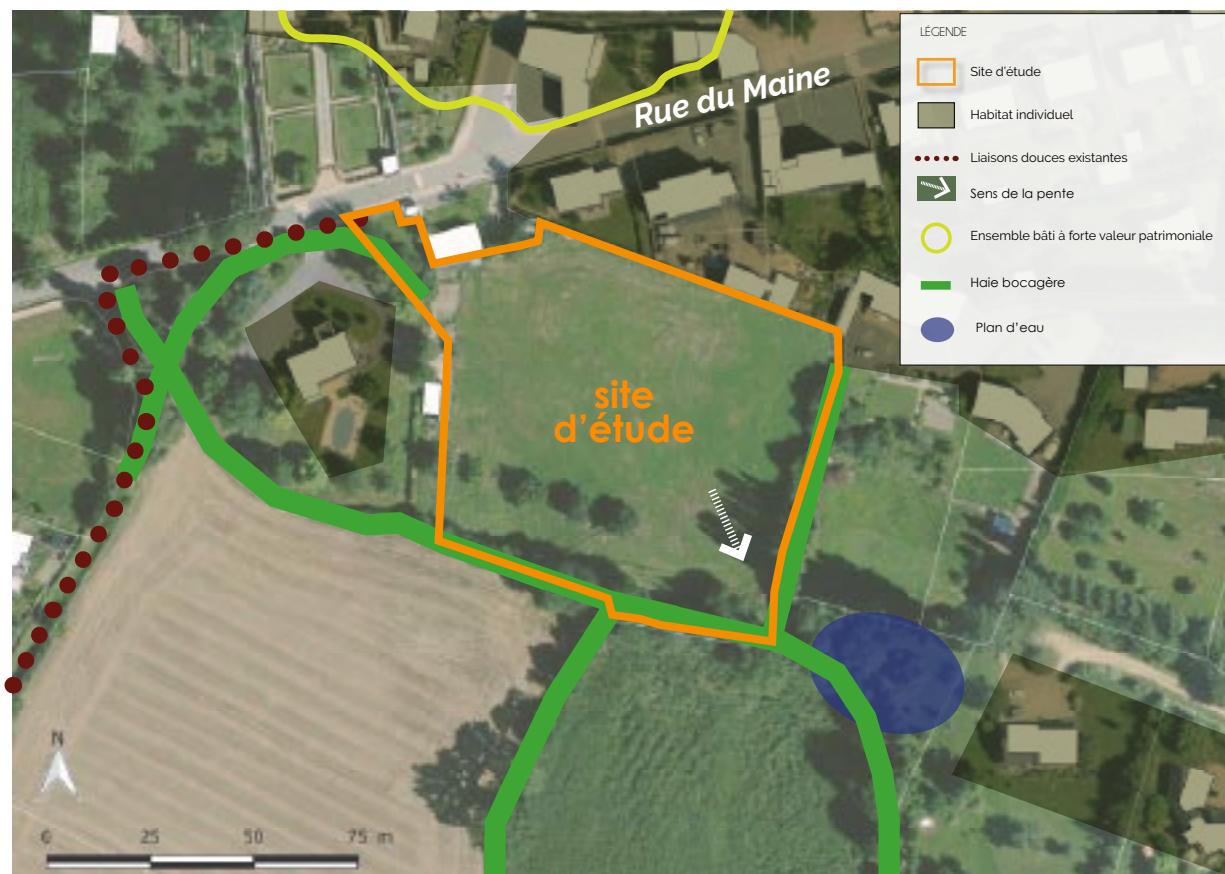 LÉGENDE
Site d'étude
Habitat individuel
Liaisons douces existantes
Sens de la pente
Ensemble bâti à forte valeur patrimoniale
Haie bocagère
Plan d'eau
Rue du Maine
site
d'étude
N
0 25 50 75 m